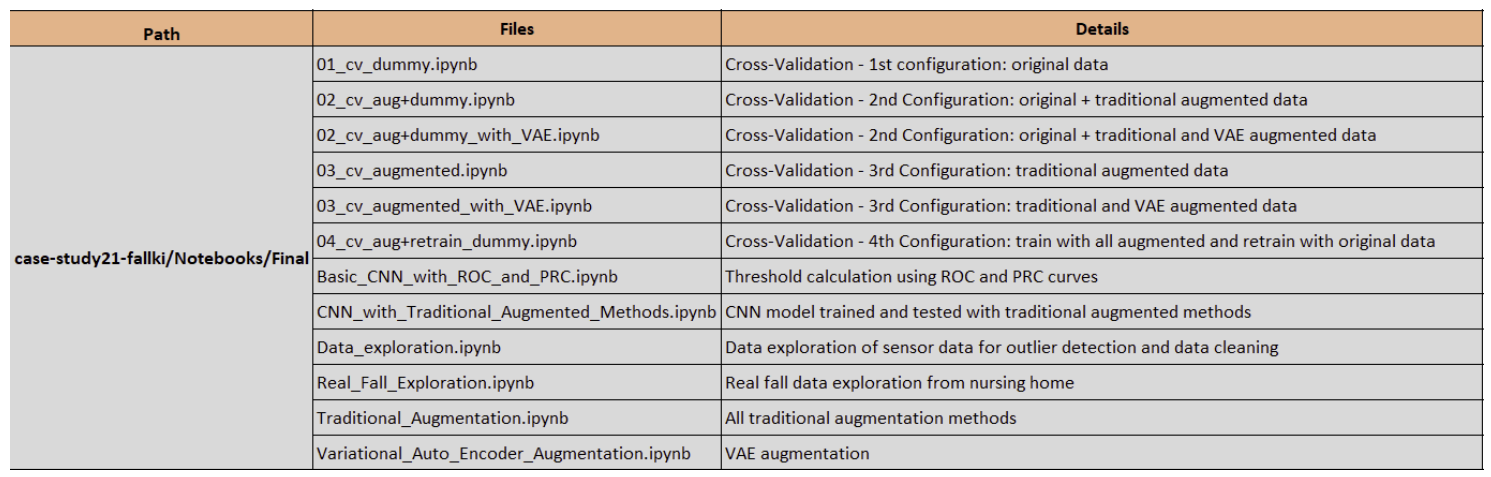 Path Files Details
case-study21-fallki/Notebooks/Final
01_cv_dummy.ipynb Cross-Validation - 1st configuration: original data
02_cv_aug+dummy.ipynb Cross-Validation - 2nd Configuration: original + traditional augmented data
02_cv_aug+dummy_with_VAE.ipynb Cross-Validation - 2nd Configuration: original + traditional and VAE augmented data
03_cv_augmented.ipynb Cross-Validation - 3rd Configuration: traditional augmented data
03_cv_augmented_with_VAE.ipynb Cross-Validation - 3rd Configuration: traditional and VAE augmented data
04_cv_aug+retrain_dummy.ipynb Cross-Validation - 4th Configuration: train with all augmented and retrain with original data
Basic_CNN_with_ROC_and_PRC.ipynb Threshold calculation using ROC and PRC curves
CNN_with_Traditional_Augmented_Methods.ipynb CNN model trained and tested with traditional augmented methods
Data_exploration.ipynb Data exploration of sensor data for outlier detection and data cleaning
Real_Fall_Exploration.ipynb Real fall data exploration from nursing home
Traditional_Augmentation.ipynb All traditional augmentation methods
Variational_Auto_Encoder_Augmentation.ipynb VAE augmentation